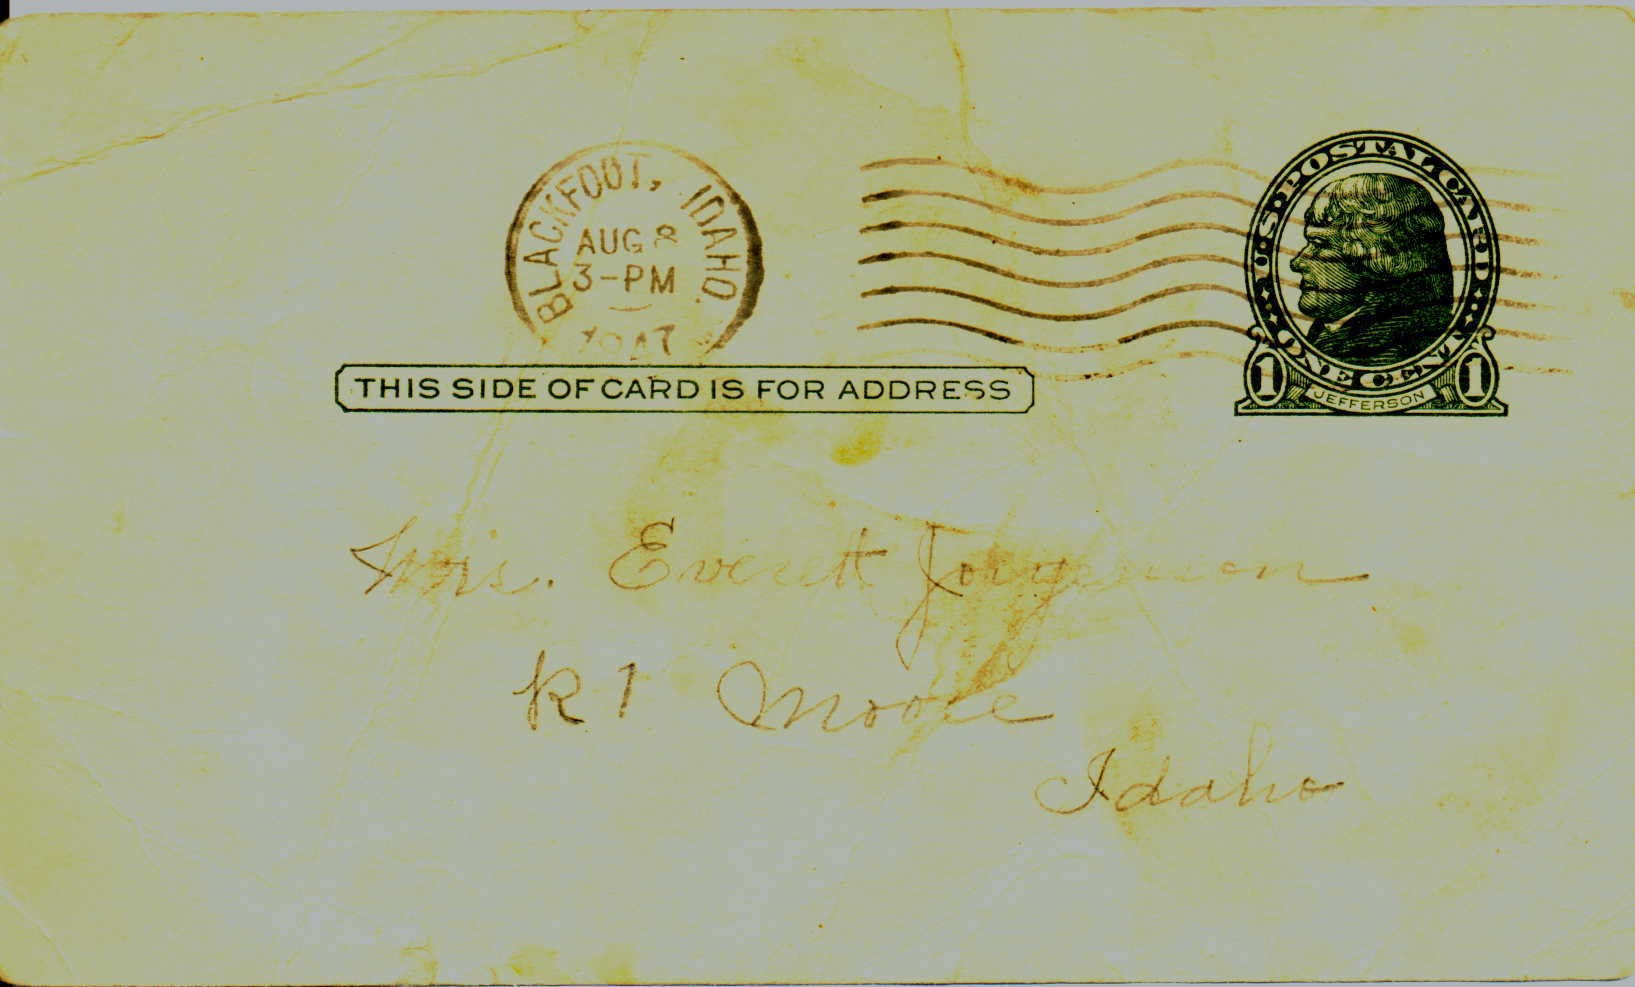 BLACKFOOT, IDAHO.
AUG 8
3-PM
1947
U·S·POSTAL CARD
ONE CENT
1 JEFFERSON 1
THIS SIDE OF CARD IS FOR ADDRESS
Mrs. Everett Jorgenson
R 1 Moore
Idaho